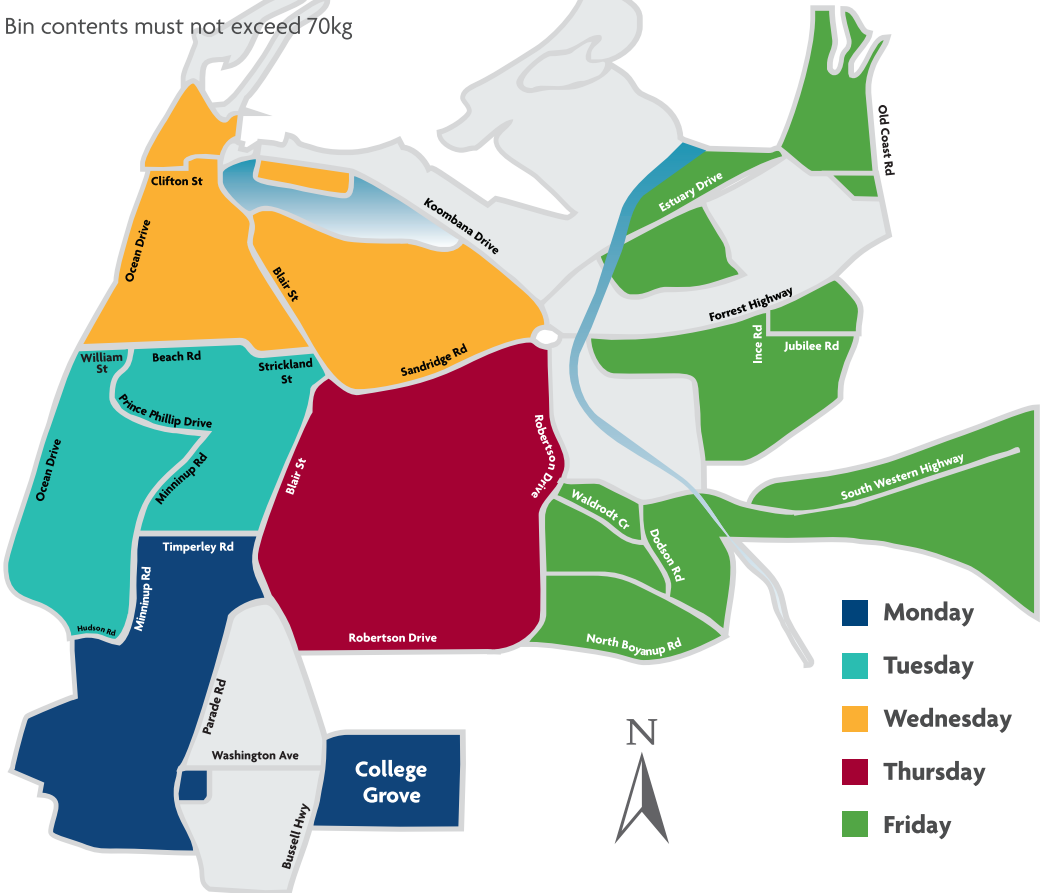 Bin contents must not exceed 70kg
Old Coast Rd
Clifton St
Estuary Drive
Koombana Drive
Ocean Drive
Blair St
Forrest Highway
Ince Rd
Jubilee Rd
William
St
Beach Rd
Strickland
St
Sandridge Rd
Prince Phillip Drive
Ocean Drive
Minninup Rd
Blair St
Robertson
Drive
South Western Highway
Waldrodt Cr
Dodson Rd
Timperley Rd
Minninup Rd
Hudson Rd
Robertson Drive
North Boyanup Rd
Monday
Tuesday
Wednesday
Thursday
Friday
Parade Rd
N
Washington Ave
College
Grove
Bussell Hwy